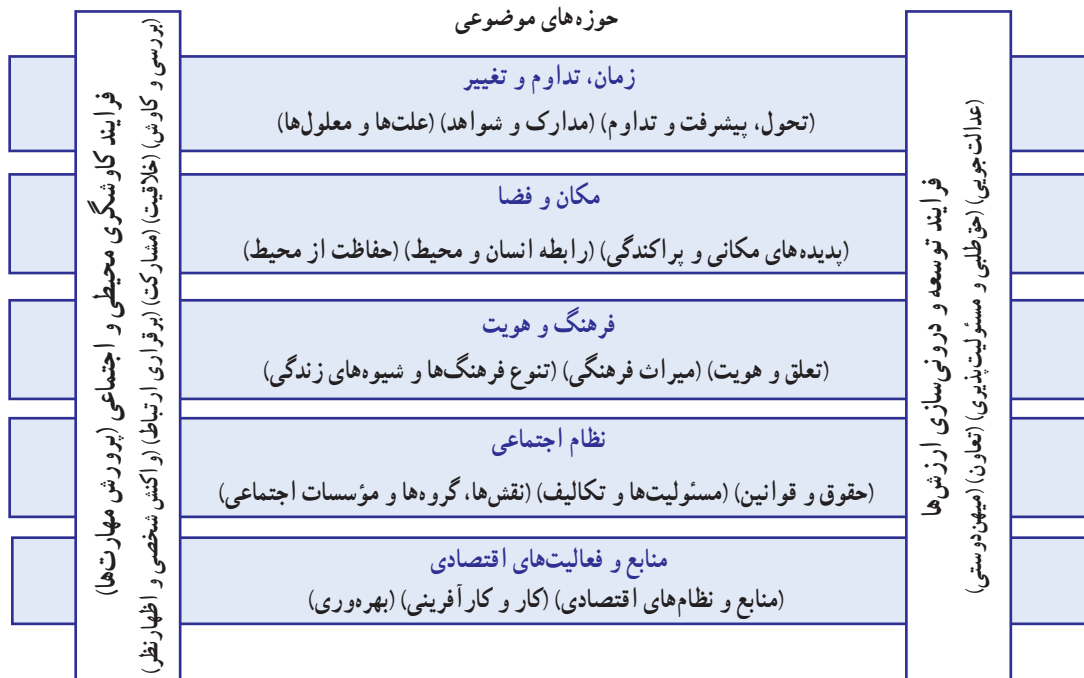 حوزه‌های موضوعی
زمان، تداوم و تغییر
(تحول، پیشرفت و تداوم) (مدارک و شواهد) (علت‌ها و معلول‌ها)
مکان و فضا
(پدیده‌های مکانی و پراکندگی) (رابطه انسان و محیط) (حفاظت از محیط)
فرهنگ و هویت
(تعلق و هویت) (میراث فرهنگی) (تنوع فرهنگ‌ها و شیوه‌های زندگی)
نظام اجتماعی
(حقوق و قوانین) (مسئولیت‌ها و تکالیف) (نقش‌ها، گروه‌ها و مؤسسات اجتماعی)
منابع و فعالیت‌های اقتصادی
(منابع و نظام‌های اقتصادی) (کار و کارآفرینی) (بهره‌وری)
فرایند توسعه و درونی‌سازی ارزش‌ها
(عدالت‌جویی) (حق‌طلبی و مسئولیت‌پذیری) (تعاون) (میهن‌دوستی)
فرایند کاوشگری محیطی و اجتماعی (پرورش مهارت‌ها)
(بررسی و کاوش) (خلاقیت) (مشارکت) (برقراری ارتباط) (واکنش شخصی و اظهارنظر)